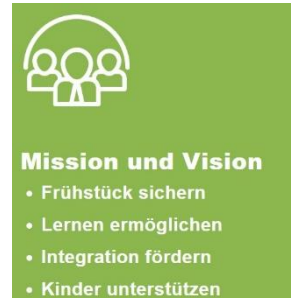 Mission und Vision
• Frühstück sichern
• Lernen ermöglichen
• Integration fördern
• Kinder unterstützen